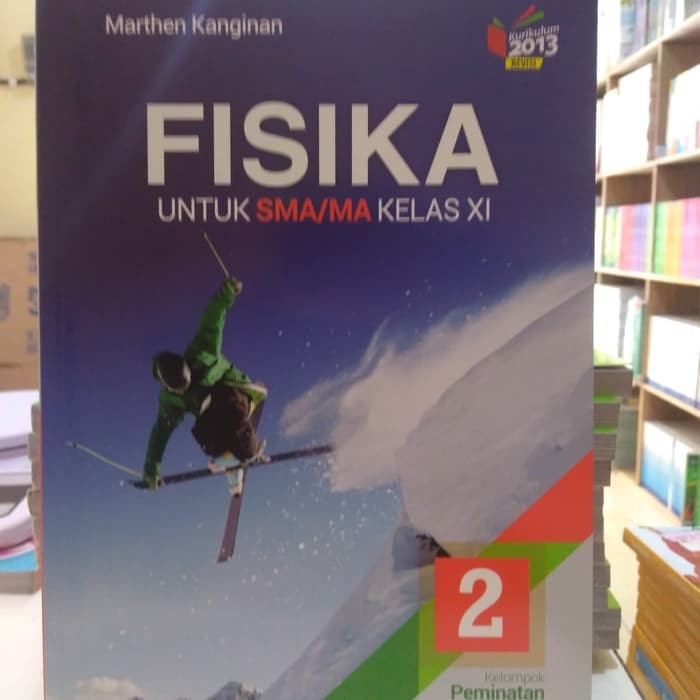 Marthen Kanginan
Kurikulum
2013
REVISI
FISIKA
UNTUK SMA/MA KELAS XI
2
Kelompok
Peminatan